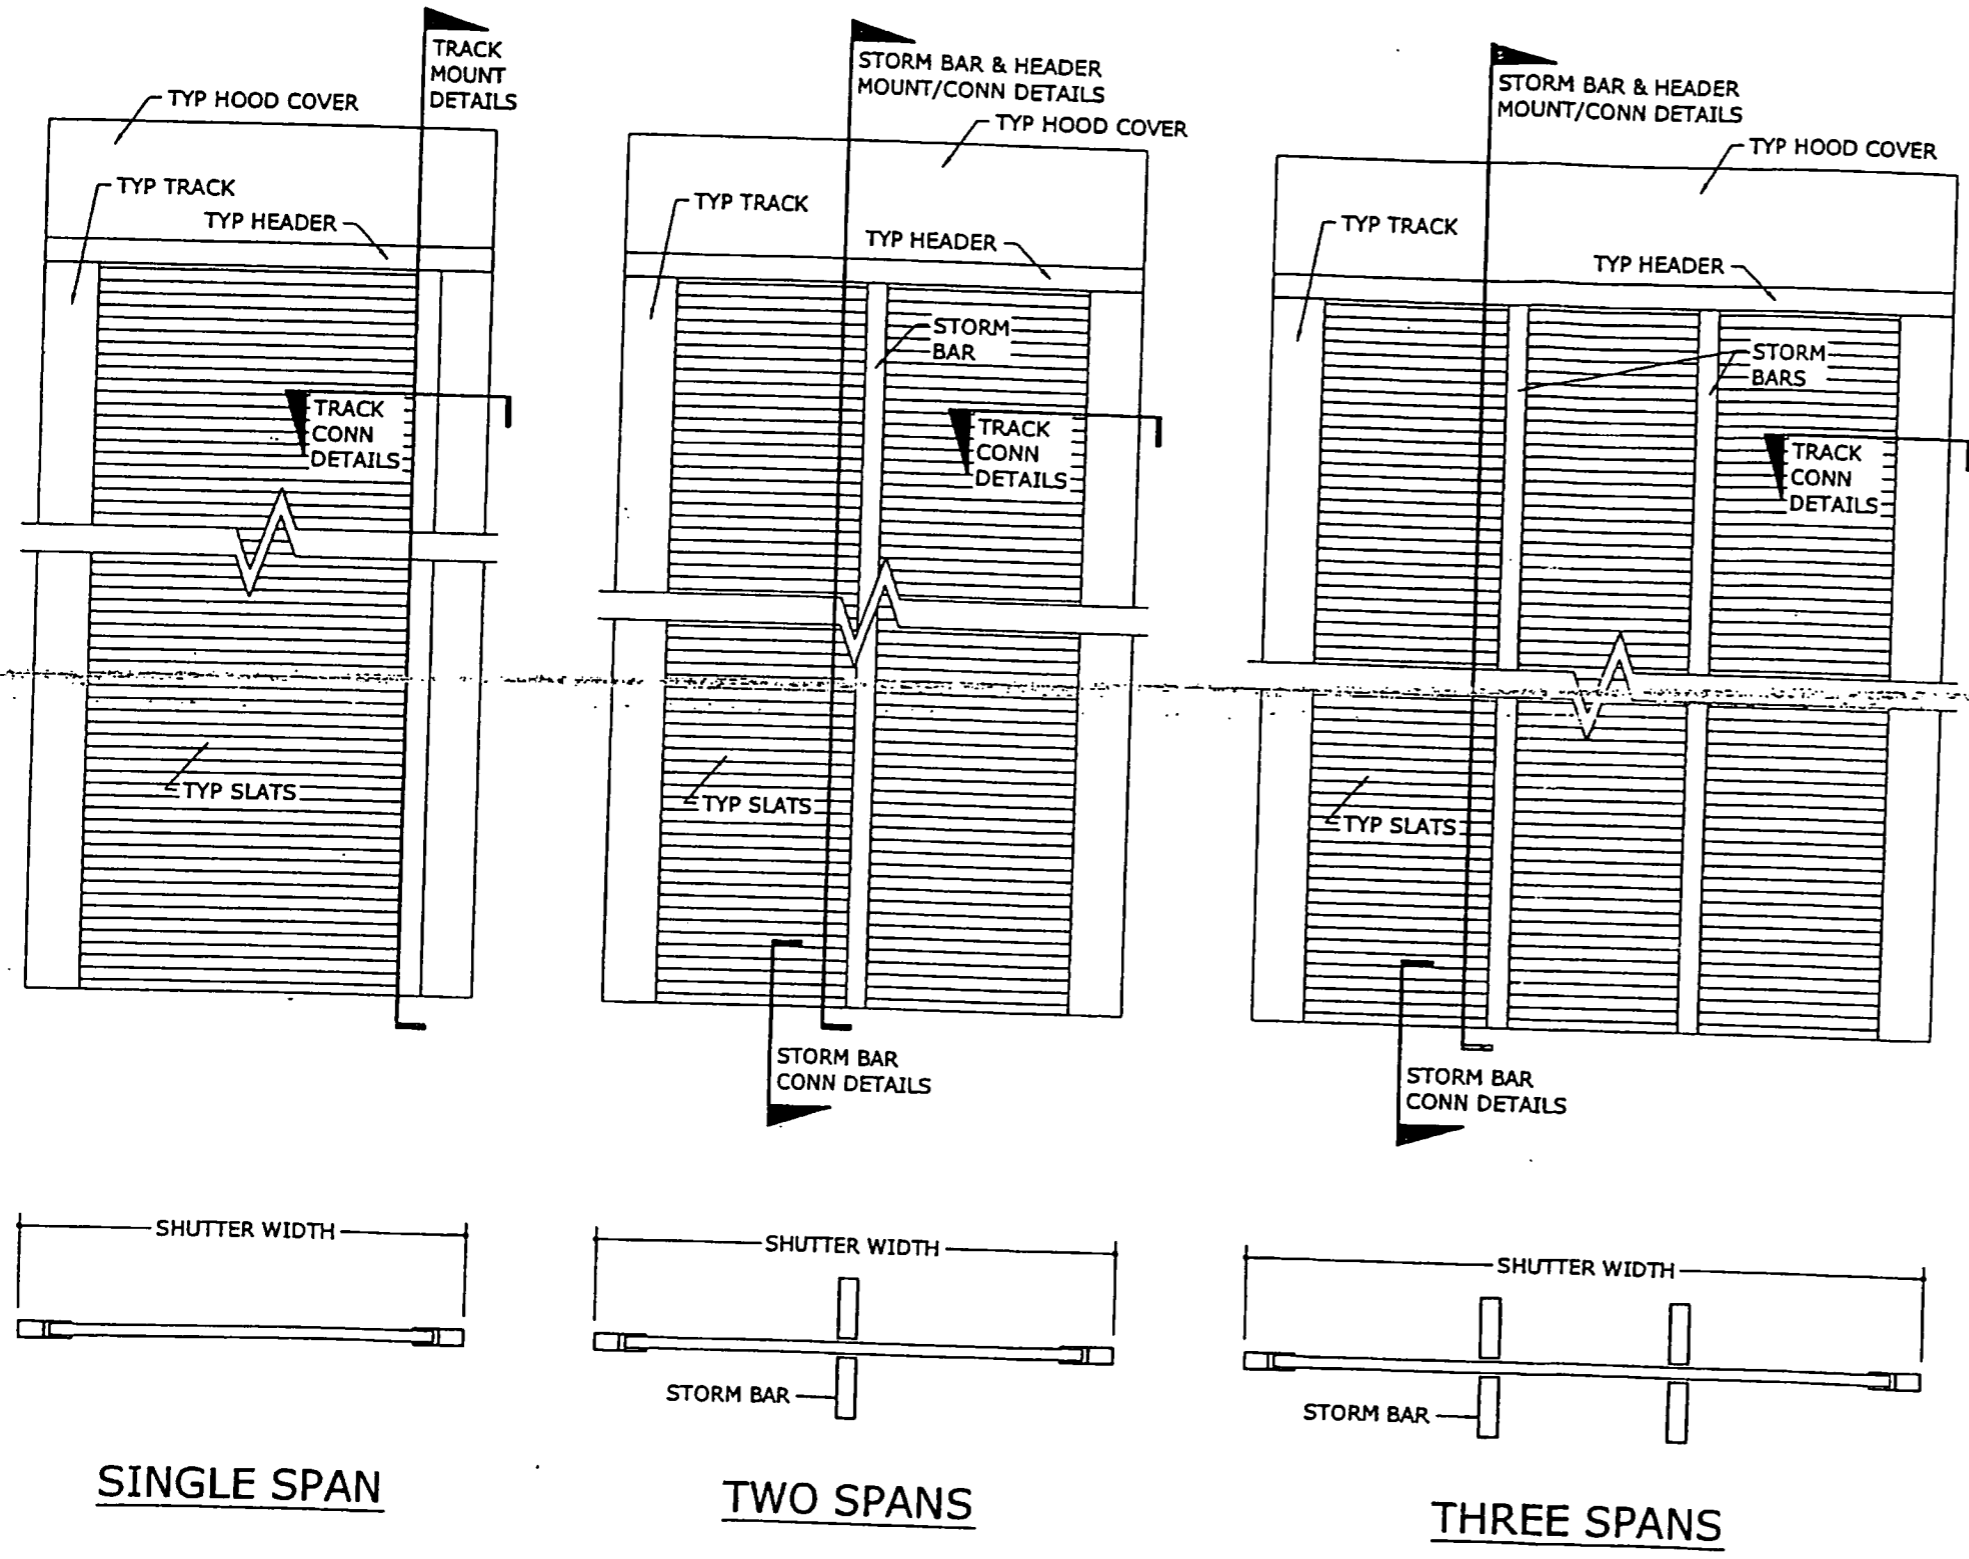 TRACK
MOUNT
DETAILS
TYP HOOD COVER
TYP TRACK
TYP HEADER
TRACK
CONN
DETAILS
TYP SLATS
SHUTTER WIDTH
SINGLE SPAN
STORM BAR & HEADER
MOUNT/CONN DETAILS
TYP HOOD COVER
TYP TRACK
TYP HEADER
STORM
BAR
TRACK
CONN
DETAILS
TYP SLATS
STORM BAR
CONN DETAILS
SHUTTER WIDTH
STORM BAR
TWO SPANS
STORM BAR & HEADER
MOUNT/CONN DETAILS
TYP HOOD COVER
TYP TRACK
TYP HEADER
STORM
BARS
TRACK
CONN
DETAILS
TYP SLATS
STORM BAR
CONN DETAILS
SHUTTER WIDTH
STORM BAR
THREE SPANS